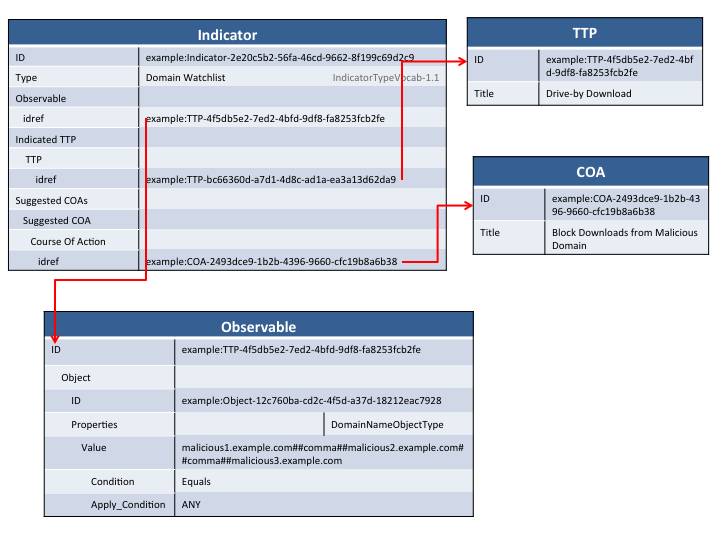 Indicator
ID example:Indicator-2e20c5b2-56fa-46cd-9662-8f199c69d2c9
Type Domain Watchlist IndicatorTypeVocab-1.1
Observable
idref example:TTP-4f5db5e2-7ed2-4bfd-9df8-fa8253fcb2fe
Indicated TTP
TTP
idref example:TTP-bc66360d-a7d1-4d8c-ad1a-ea3a13d62da9
Suggested COAs
Suggested COA
Course Of Action
idref example:COA-2493dce9-1b2b-4396-9660-cfc19b8a6b38
TTP
ID example:TTP-4f5db5e2-7ed2-4bf
d-9df8-fa8253fcb2fe
Title Drive-by Download
COA
ID example:COA-2493dce9-1b2b-43
96-9660-cfc19b8a6b38
Title Block Downloads from Malicious
Domain
Observable
ID example:TTP-4f5db5e2-7ed2-4bfd-9df8-fa8253fcb2fe
Object
ID example:Object-12c760ba-cd2c-4f5d-a37d-18212eac7928
Properties DomainNameObjectType
Value malicious1.example.com##comma##malicious2.example.com#
#comma##malicious3.example.com
Condition Equals
Apply_Condition ANY